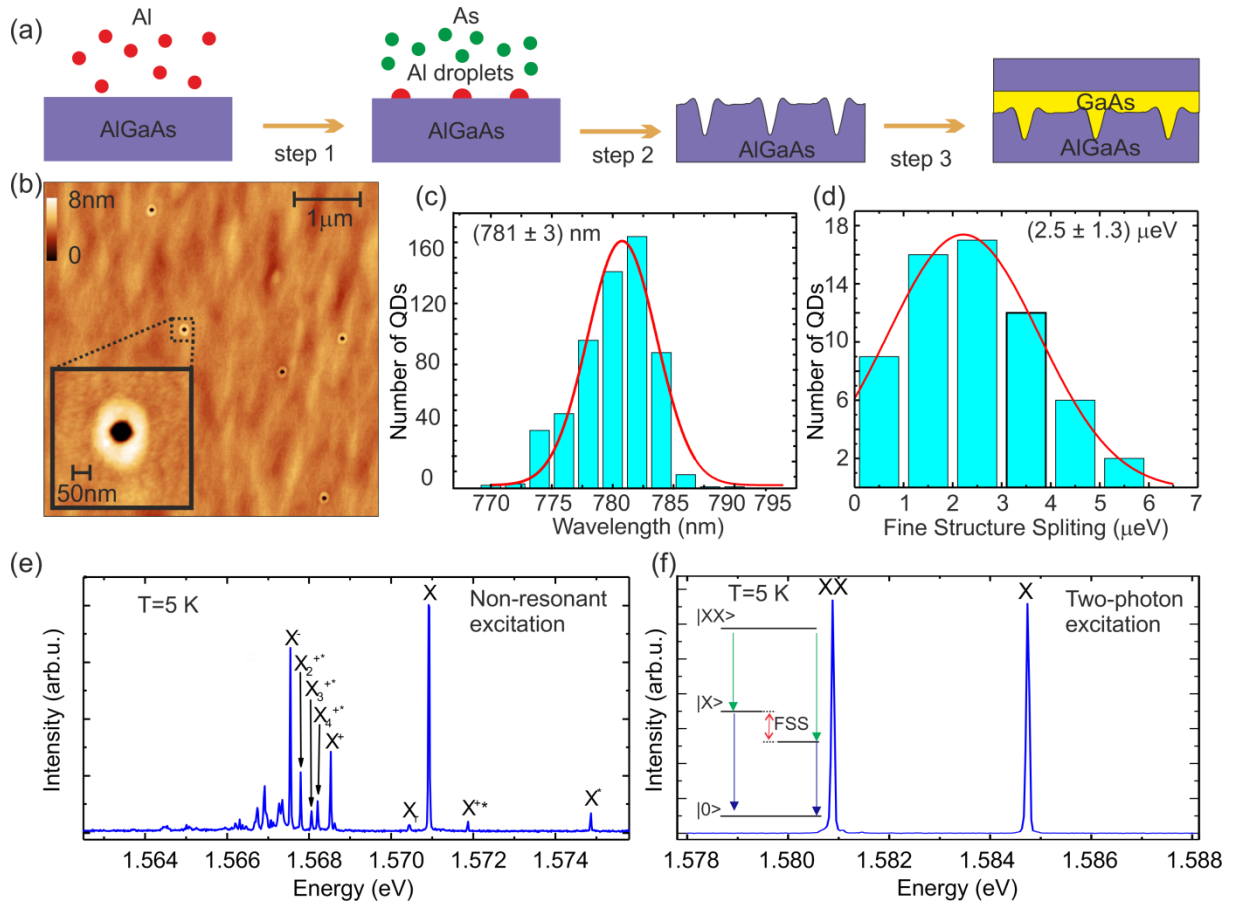 (a)
Al
AlGaAs
step 1
As
Al droplets
AlGaAs
step 2
AlGaAs
step 3
GaAs
AlGaAs
(b)
8nm
0
1μm
50nm
(c)
(781 ± 3) nm
Number of QDs
160
120
80
40
0
770 775 780 785 790 795
Wavelength (nm)
(d)
(2.5 ± 1.3) μeV
Number of QDs
18
14
10
6
2
0 1 2 3 4 5 6 7
Fine Structure Spliting (μeV)
(e)
T=5 K
Non-resonant
excitation
X⁻
X₂⁺*
X₃⁺*
X₄⁺*
X⁺
Xᵣ
X
X⁺*
X*
Intensity (arb.u.)
1.564 1.566 1.568 1.570 1.572 1.574
Energy (eV)
(f)
T=5 K
XX
X
Two-photon
excitation
|XX>
|X>
FSS
|0>
Intensity (arb.u.)
1.578 1.580 1.582 1.584 1.586 1.588
Energy (eV)